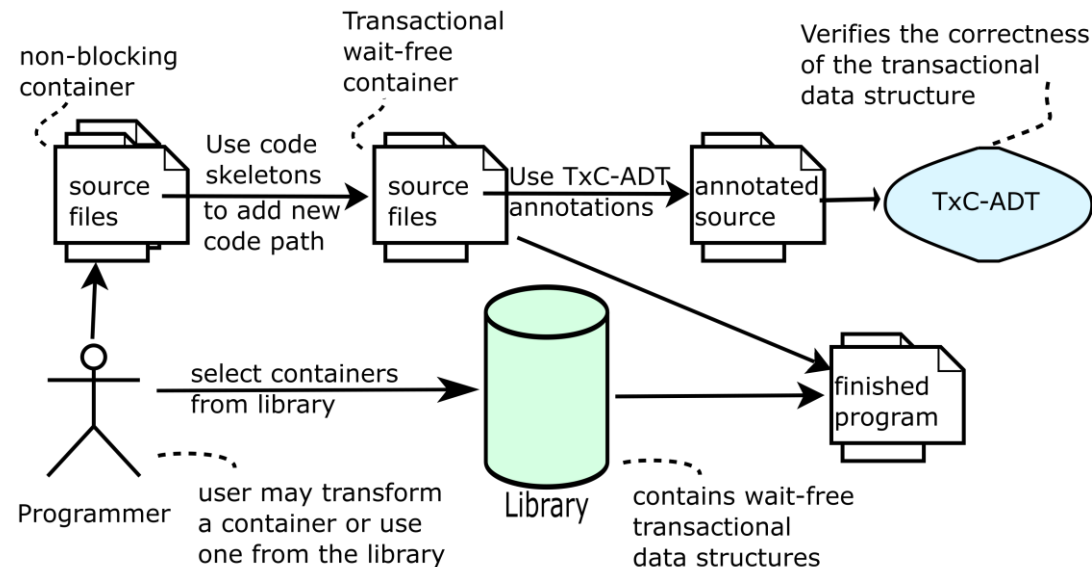 non-blocking
container
Transactional
wait-free
container
Verifies the correctness
of the transactional
data structure
source
files
Use code
skeletons
to add new
code path
source
files
Use TxC-ADT
annotations
annotated
source
TxC-ADT
select containers
from library
finished
program
Programmer
user may transform
a container or use
one from the library
Library
contains wait-free
transactional
data structures